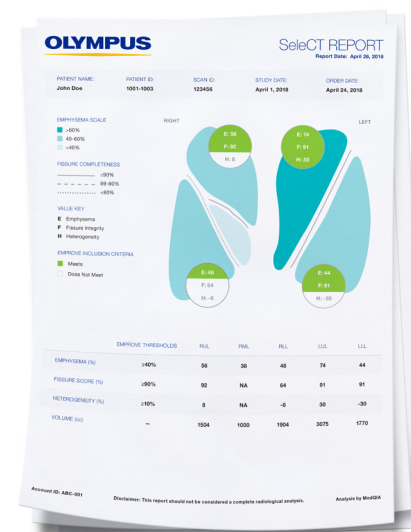 OLYMPUS
SeleCT REPORT
Report Date: April 26, 2018
PATIENT NAME: PATIENT ID: SCAN ID: STUDY DATE: ORDER DATE:
John Doe 1001-1003 123456 April 1, 2018 April 24, 2018
EMPHYSEMA SCALE
≥60%
40-60%
<40%
FISSURE COMPLETENESS
≥90%
89-80%
<80%
VALUE KEY
E Emphysema
F Fissure Integrity
H Heterogeneity
EMPROVE INCLUSION CRITERIA
Meets
Does Not Meet
RIGHT
LEFT
E: 56
F: 92
H: 8
E: 74
F: 91
H: 30
E: 48
F: 64
H: -8
E: 44
F: 91
H: -30
EMPROVE THRESHOLDS RUL RML RLL LUL LLL
EMPHYSEMA (%) ≥40% 56 38 48 74 44
FISSURE SCORE (%) ≥90% 92 NA 64 91 91
HETEROGENEITY (%) ≥10% 8 NA -8 30 -30
VOLUME (cc) — 1504 1000 1904 3075 1770
Account ID: ABC-001
Disclaimer: This report should not be considered a complete radiological analysis.
Analysis by MedQIA